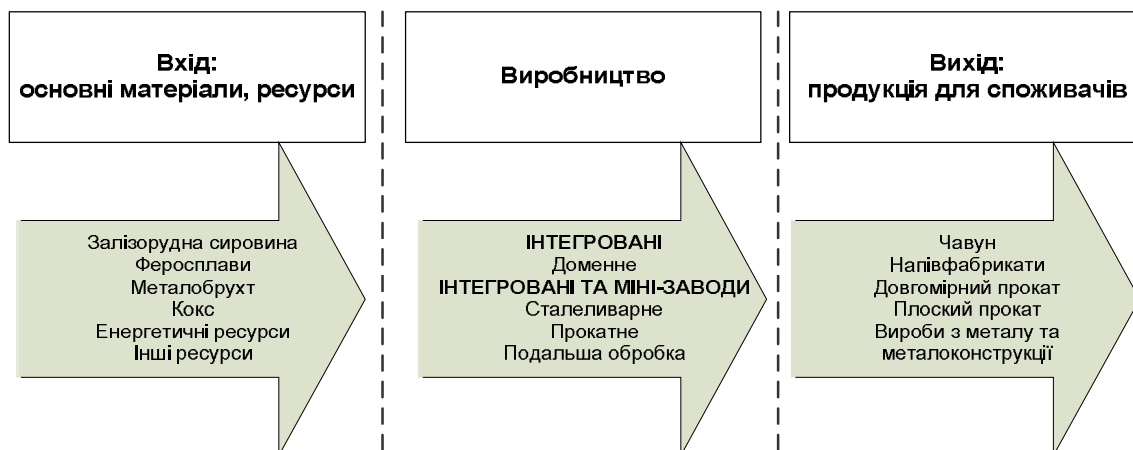 Вхід:
основні матеріали, ресурси
Виробництво
Вихід:
продукція для споживачів
Залізорудна сировина
Феросплави
Металобрухт
Кокс
Енергетичні ресурси
Інші ресурси
ІНТЕГРОВАНІ
Доменне
ІНТЕГРОВАНІ ТА МІНІ-ЗАВОДИ
Сталеливарне
Прокатне
Подальша обробка
Чавун
Напівфабрикати
Довгомірний прокат
Плоский прокат
Вироби з металу та
металоконструкції